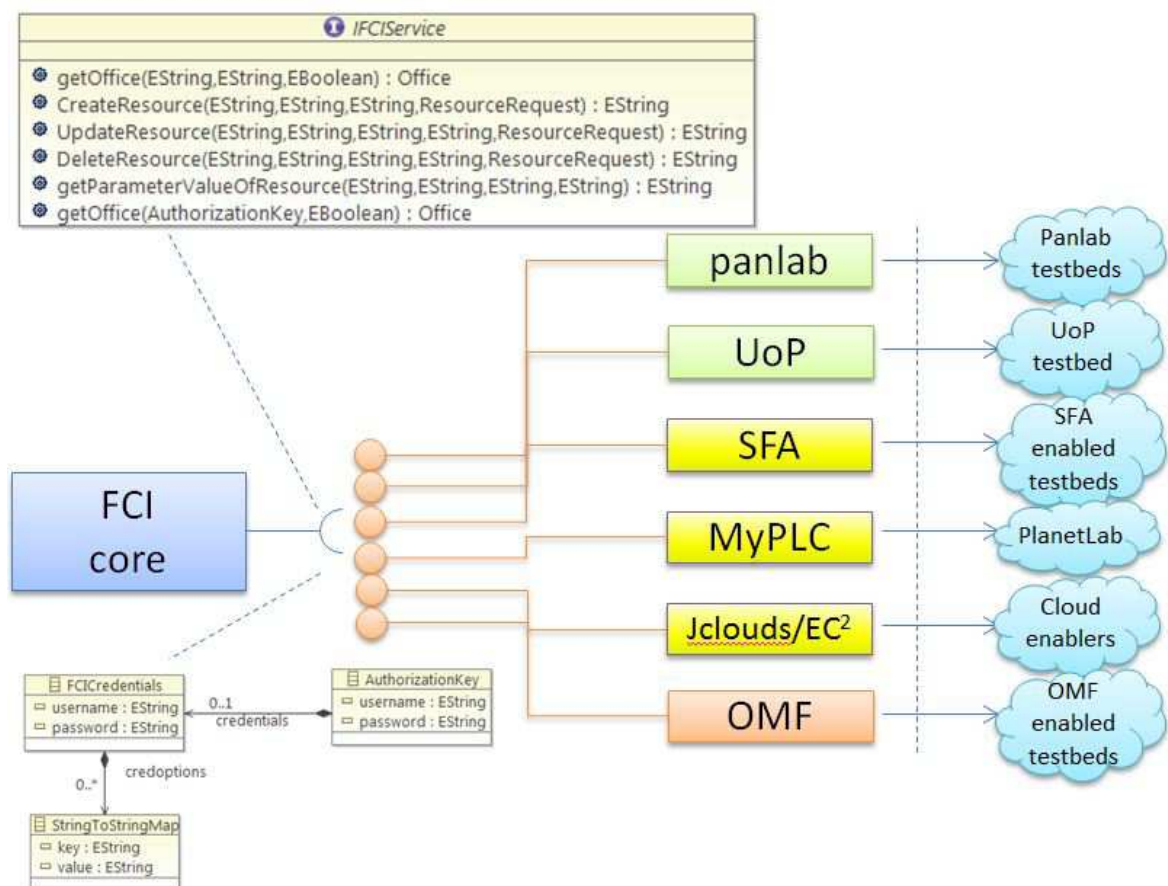 IFCIService
getOffice(EString,EString,EBoolean) : Office
CreateResource(EString,EString,EString,ResourceRequest) : EString
UpdateResource(EString,EString,EString,EString,ResourceRequest) : EString
DeleteResource(EString,EString,EString,EString,ResourceRequest) : EString
getParameterValueOfResource(EString,EString,EString,EString) : EString
getOffice(AuthorizationKey,EBoolean) : Office
panlab
Panlab
testbeds
UoP
UoP
testbed
SFA
SFA
enabled
testbeds
FCI
core
MyPLC
PlanetLab
Jclouds/EC²
Cloud
enablers
OMF
OMF
enabled
testbeds
FCICredentials
username : EString
password : EString
0..1
credentials
AuthorizationKey
username : EString
password : EString
credoptions
0..*
StringToStringMap
key : EString
value : EString